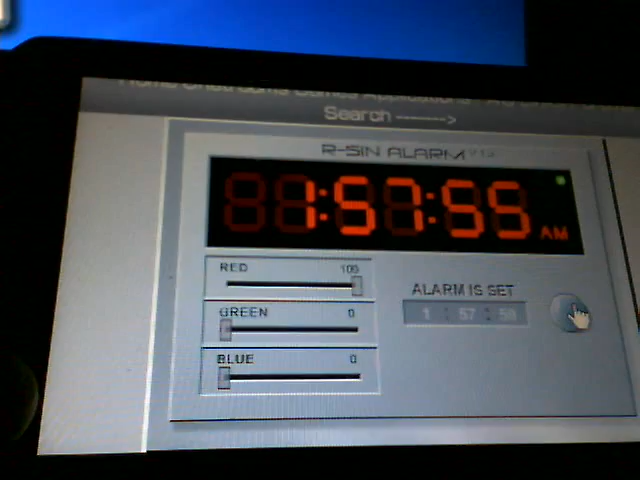 Search ------>
R-SIN ALARM
1:57:55 AM
RED 100
GREEN 0
BLUE 0
ALARM IS SET
1 : 57 : 58